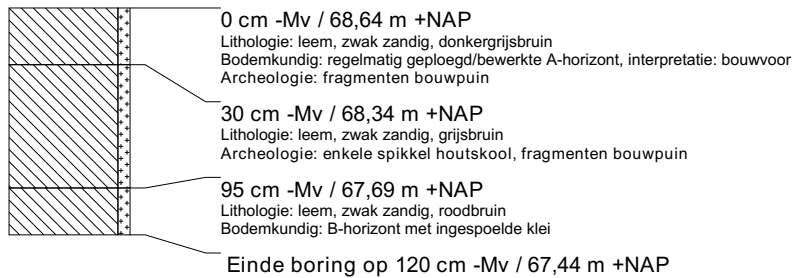 0 cm -Mv / 68,64 m +NAP
Lithologie: leem, zwak zandig, donkergrijsbruin
Bodemkundig: regelmatig geploegd/bewerkte A-horizont, interpretatie: bouwvoor
Archeologie: fragmenten bouwpuin
30 cm -Mv / 68,34 m +NAP
Lithologie: leem, zwak zandig, grijsbruin
Archeologie: enkele spikkel houtskool, fragmenten bouwpuin
95 cm -Mv / 67,69 m +NAP
Lithologie: leem, zwak zandig, roodbruin
Bodemkundig: B-horizont met ingespoelde klei
Einde boring op 120 cm -Mv / 67,44 m +NAP